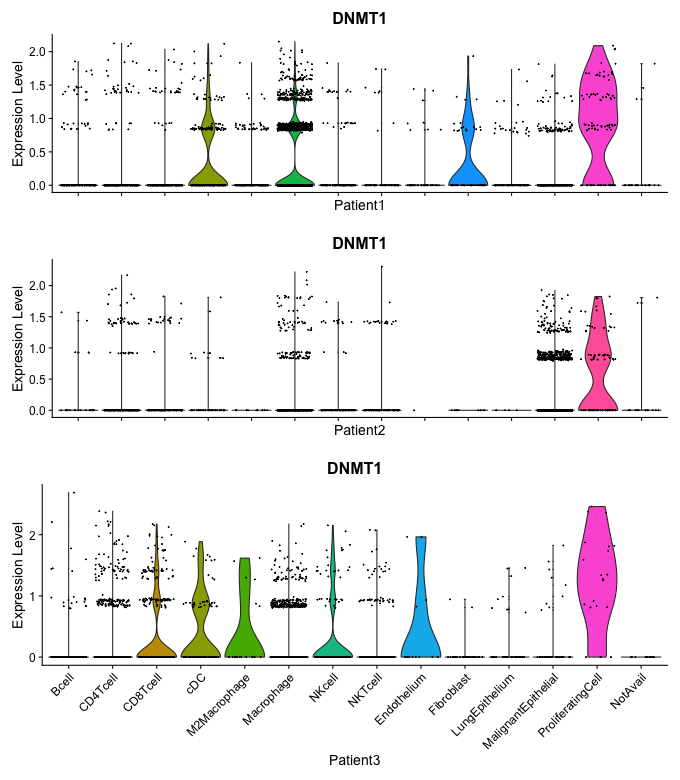 DNMT1
Expression Level
2.0
1.5
1.0
0.5
0.0
Patient1
DNMT1
Expression Level
2.0
1.5
1.0
0.5
0.0
Patient2
DNMT1
Expression Level
2
1
0
Bcell
CD4Tcell
CD8Tcell
cDC
M2Macrophage
Macrophage
NKcell
NKTcell
Endothelium
Fibroblast
LungEpithelium
MalignantEpithelial
ProliferatingCell
NotAvail
Patient3